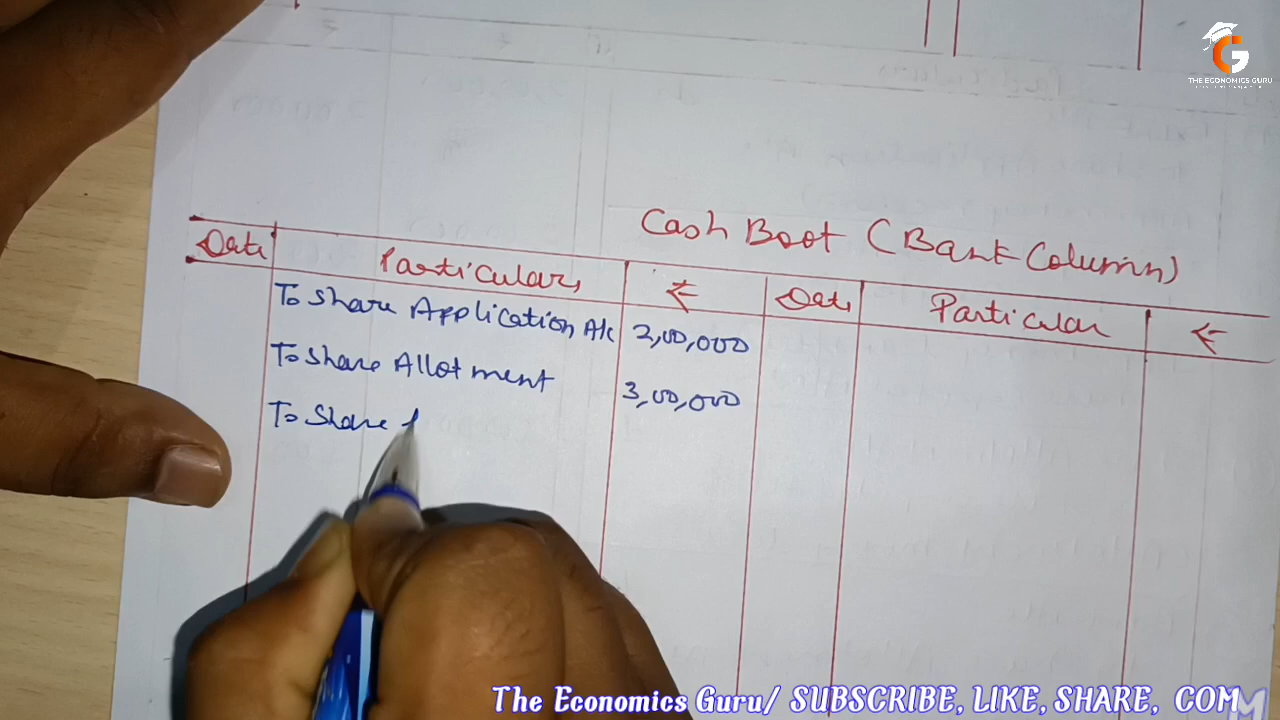 THE ECONOMICS GURU
Cash Book (Bank Column)
Date Particulars ₹ Date Particular ₹
To Share Application A/c 2,00,000
To Share Allotment 3,00,000
To Share
The Economics Guru/ SUBSCRIBE, LIKE, SHARE, COM